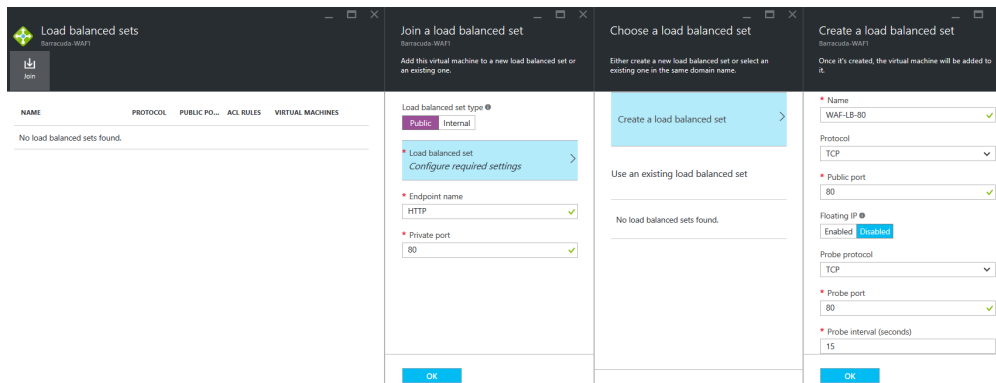 Load balanced sets
Barracuda-WAF1
Join
NAME PROTOCOL PUBLIC PO... ACL RULES VIRTUAL MACHINES
No load balanced sets found.
Join a load balanced set
Barracuda-WAF1
Add this virtual machine to a new load balanced set or
an existing one.
Load balanced set type
Public Internal
* Load balanced set
Configure required settings
* Endpoint name
HTTP
* Private port
80
OK
Choose a load balanced set
Either create a new load balanced set or select an
existing one in the same domain name.
Create a load balanced set
Use an existing load balanced set
No load balanced sets found.
Create a load balanced set
Barracuda-WAF1
Once it's created, the virtual machine will be added to
it.
* Name
WAF-LB-80
Protocol
TCP
* Public port
80
Floating IP
Enabled Disabled
Probe protocol
TCP
* Probe port
80
* Probe interval (seconds)
15
OK